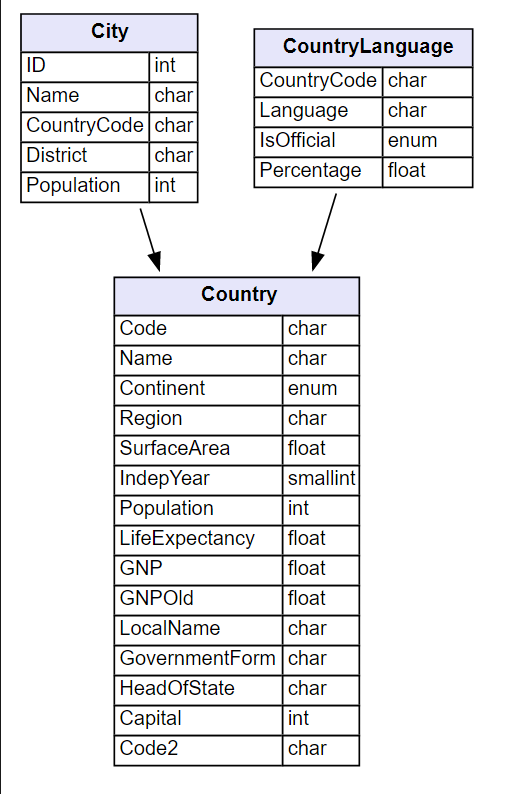 City
ID int
Name char
CountryCode char
District char
Population int
CountryLanguage
CountryCode char
Language char
IsOfficial enum
Percentage float
Country
Code char
Name char
Continent enum
Region char
SurfaceArea float
IndepYear smallint
Population int
LifeExpectancy float
GNP float
GNPOld float
LocalName char
GovernmentForm char
HeadOfState char
Capital int
Code2 char